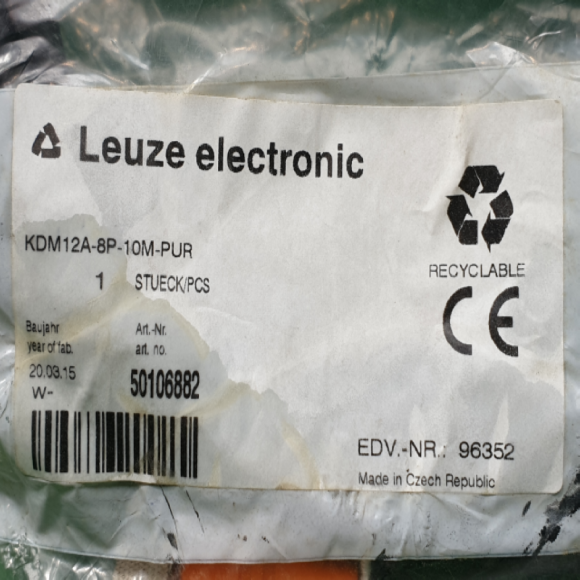 Leuze electronic
KDM12A-8P-10M-PUR
1 STUECK/PCS
RECYCLABLE
CE
Baujahr Art.-Nr.
year of fab. art. no.
20.03.15 50106882
W-
EDV.-NR.: 96352
Made in Czech Republic